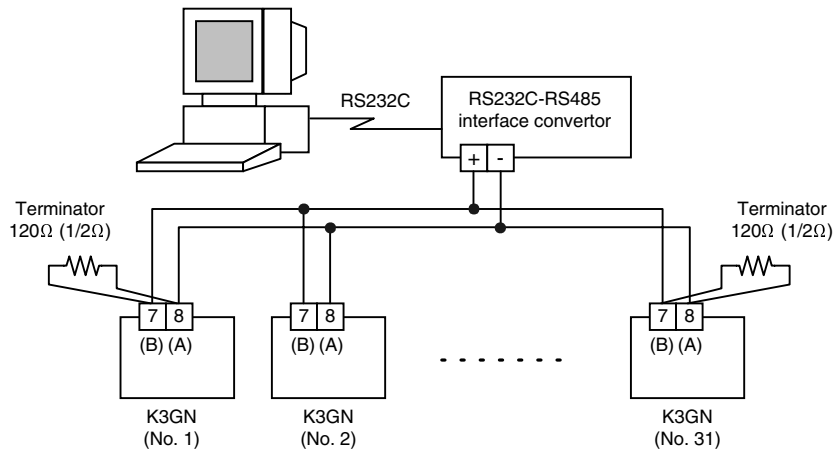 RS232C
RS232C-RS485
interface convertor
+ -
Terminator
120Ω (1/2Ω)
Terminator
120Ω (1/2Ω)
7 8
(B) (A)
7 8
(B) (A)
7 8
(B) (A)
K3GN
(No. 1)
K3GN
(No. 2)
K3GN
(No. 31)